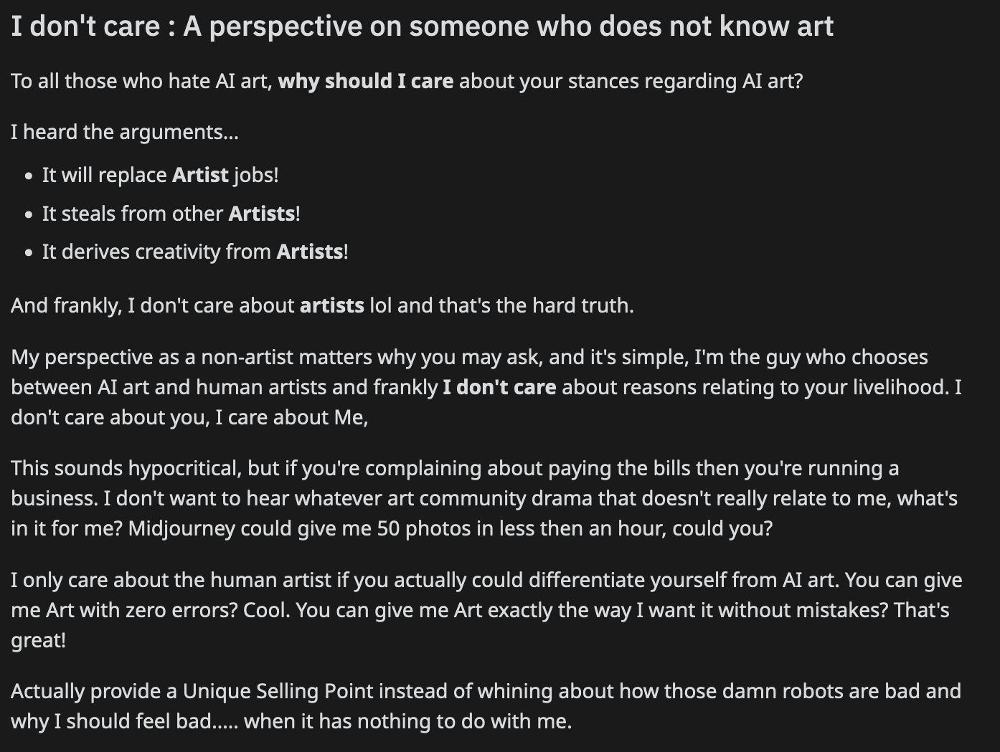 I don't care : A perspective on someone who does not know art
To all those who hate AI art, why should I care about your stances regarding AI art?
I heard the arguments...
• It will replace Artist jobs!
• It steals from other Artists!
• It derives creativity from Artists!
And frankly, I don't care about artists lol and that's the hard truth.
My perspective as a non-artist matters why you may ask, and it's simple, I'm the guy who chooses
between AI art and human artists and frankly I don't care about reasons relating to your livelihood. I
don't care about you, I care about Me,
This sounds hypocritical, but if you're complaining about paying the bills then you're running a
business. I don't want to hear whatever art community drama that doesn't really relate to me, what's
in it for me? Midjourney could give me 50 photos in less then an hour, could you?
I only care about the human artist if you actually could differentiate yourself from AI art. You can give
me Art with zero errors? Cool. You can give me Art exactly the way I want it without mistakes? That's
great!
Actually provide a Unique Selling Point instead of whining about how those damn robots are bad and
why I should feel bad..... when it has nothing to do with me.